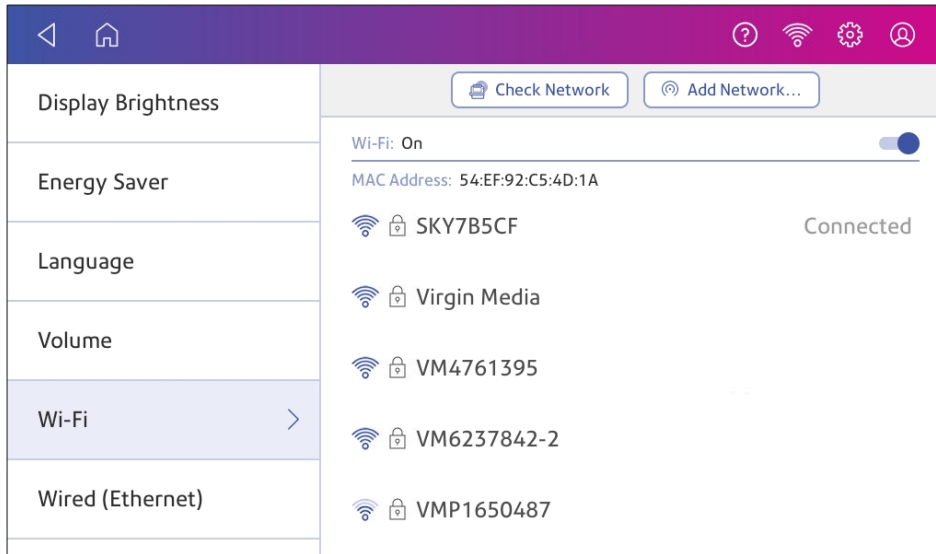 Display Brightness
Energy Saver
Language
Volume
Wi-Fi
Wired (Ethernet)
Check Network
Add Network...
Wi-Fi: On
MAC Address: 54:EF:92:C5:4D:1A
SKY7B5CF Connected
Virgin Media
VM4761395
VM6237842-2
VMP1650487